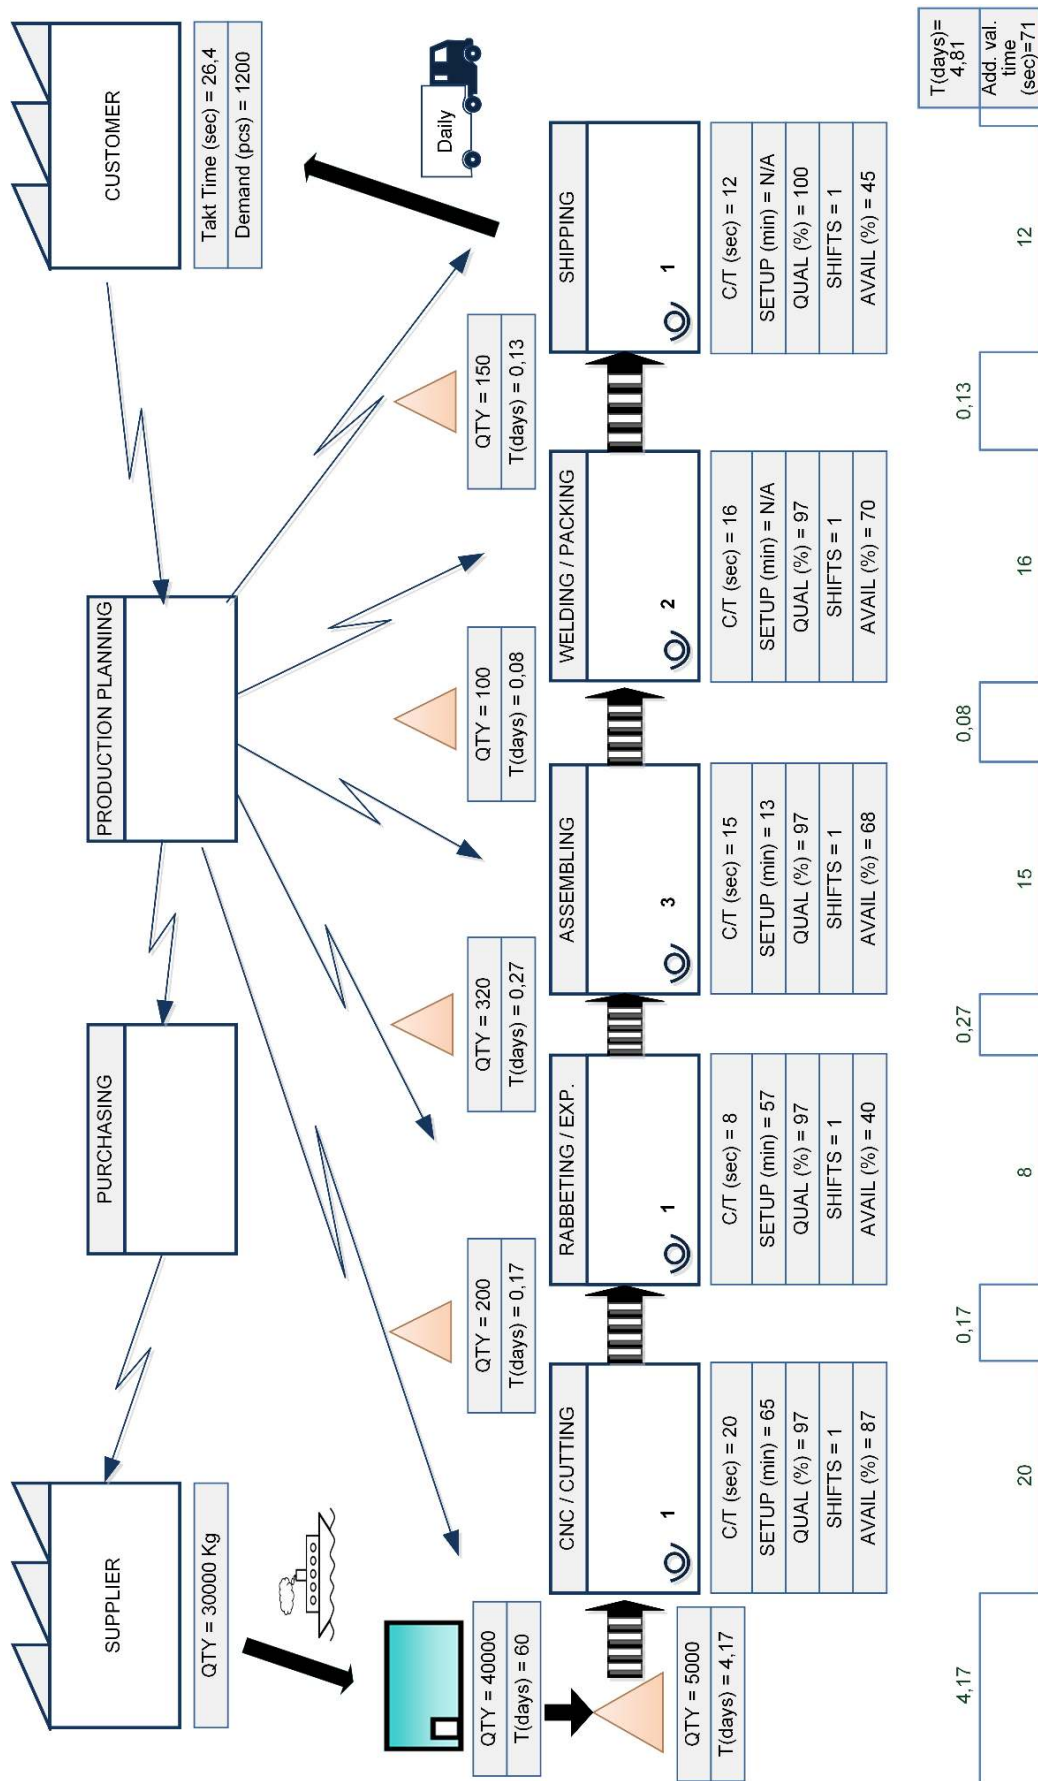 SUPPLIER
QTY = 30000 Kg
PURCHASING
PRODUCTION PLANNING
CUSTOMER
Takt Time (sec) = 26,4
Demand (pcs) = 1200
Daily
QTY = 40000
T(days) = 60
QTY = 5000
T(days) = 4,17
QTY = 200
T(days) = 0,17
QTY = 320
T(days) = 0,27
QTY = 100
T(days) = 0,08
QTY = 150
T(days) = 0,13
CNC / CUTTING
1
C/T (sec) = 20
SETUP (min) = 65
QUAL (%) = 97
SHIFTS = 1
AVAIL (%) = 87
RABBETING / EXP.
1
C/T (sec) = 8
SETUP (min) = 57
QUAL (%) = 97
SHIFTS = 1
AVAIL (%) = 40
ASSEMBLING
3
C/T (sec) = 15
SETUP (min) = 13
QUAL (%) = 97
SHIFTS = 1
AVAIL (%) = 68
WELDING / PACKING
2
C/T (sec) = 16
SETUP (min) = N/A
QUAL (%) = 97
SHIFTS = 1
AVAIL (%) = 70
SHIPPING
1
C/T (sec) = 12
SETUP (min) = N/A
QUAL (%) = 100
SHIFTS = 1
AVAIL (%) = 45
4,17
20
0,17
8
0,27
15
0,08
16
0,13
12
T(days)=
4,81
Add. val.
time
(sec)=71